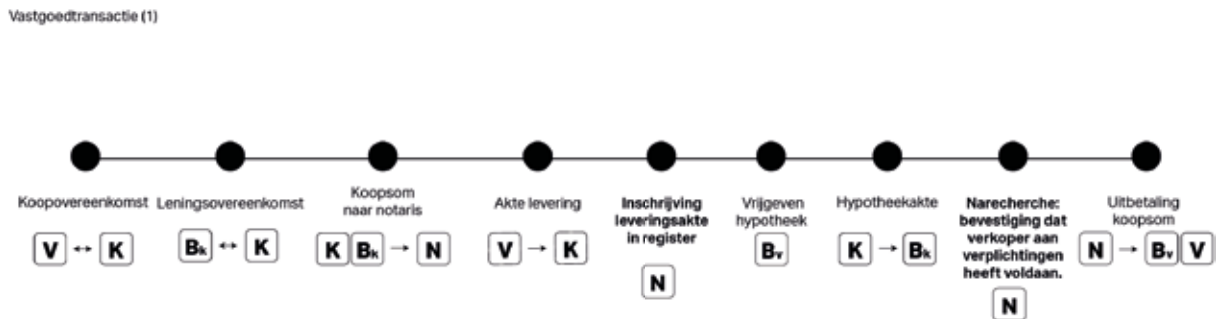 Vastgoedtransactie (1)
Koopovereenkomst
V ↔ K
Leningsovereenkomst
Bk ↔ K
Koopsom
naar notaris
K Bk → N
Akte levering
V → K
Inschrijving
leveringsakte
in register
N
Vrijgeven
hypotheek
Bv
Hypotheekakte
K → Bk
Narecherche:
bevestiging dat
verkoper aan
verplichtingen
heeft voldaan.
N
Uitbetaling
koopsom
N → Bv V